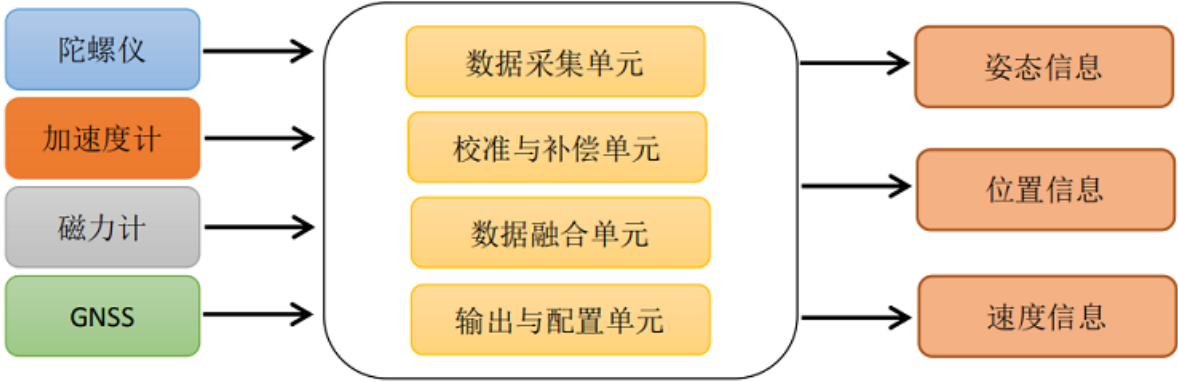 陀螺仪
加速度计
磁力计
GNSS
数据采集单元
校准与补偿单元
数据融合单元
输出与配置单元
姿态信息
位置信息
速度信息